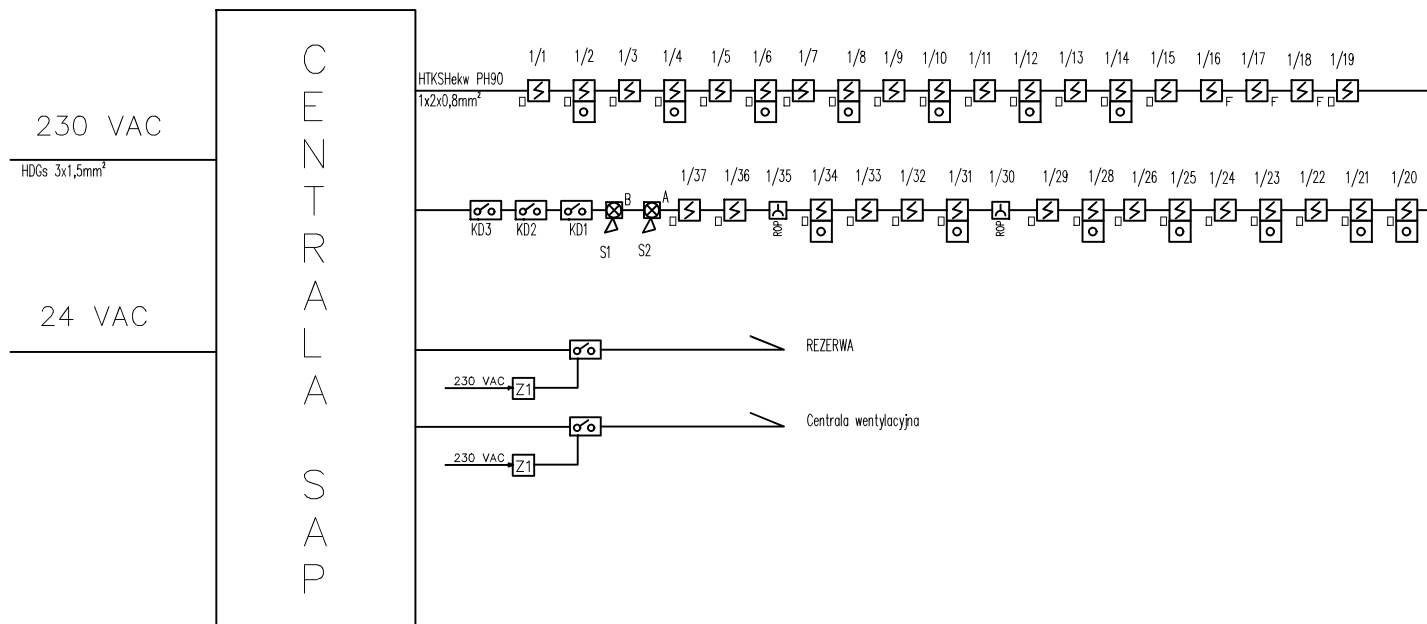 CENTRALA SAP
230 VAC
HDGs 3x1,5mm²
24 VAC
HTKSHekw PH90
1x2x0,8mm²
1/1 1/2 1/3 1/4 1/5 1/6 1/7 1/8 1/9 1/10 1/11 1/12 1/13 1/14 1/15 1/16 1/17 1/18 1/19
F F F
1/37 1/36 1/35 1/34 1/33 1/32 1/31 1/30 1/29 1/28 1/26 1/25 1/24 1/23 1/22 1/21 1/20
B A
KD3 KD2 KD1
ROP ROP
S1 S2
REZERWA
230 VAC Z1
Centrala wentylacyjna
230 VAC Z1